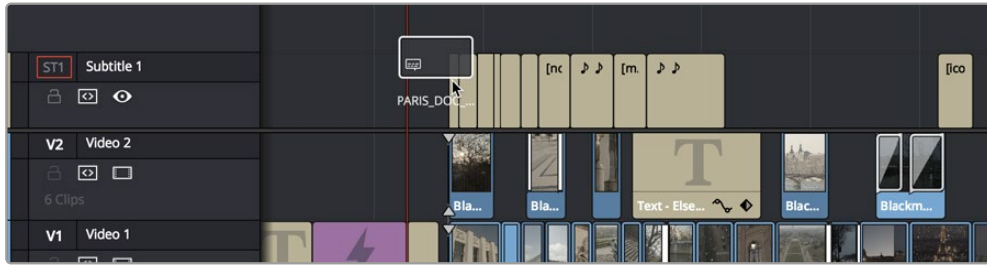 ST1 Subtitle 1
[nc ♪ ♪ [m. ♪ ♪ [ico
PARIS_DOC_...
V2 Video 2
6 Clips
Bla... Bla... T Text - Else... Blac... Blackm...
V1 Video 1
T